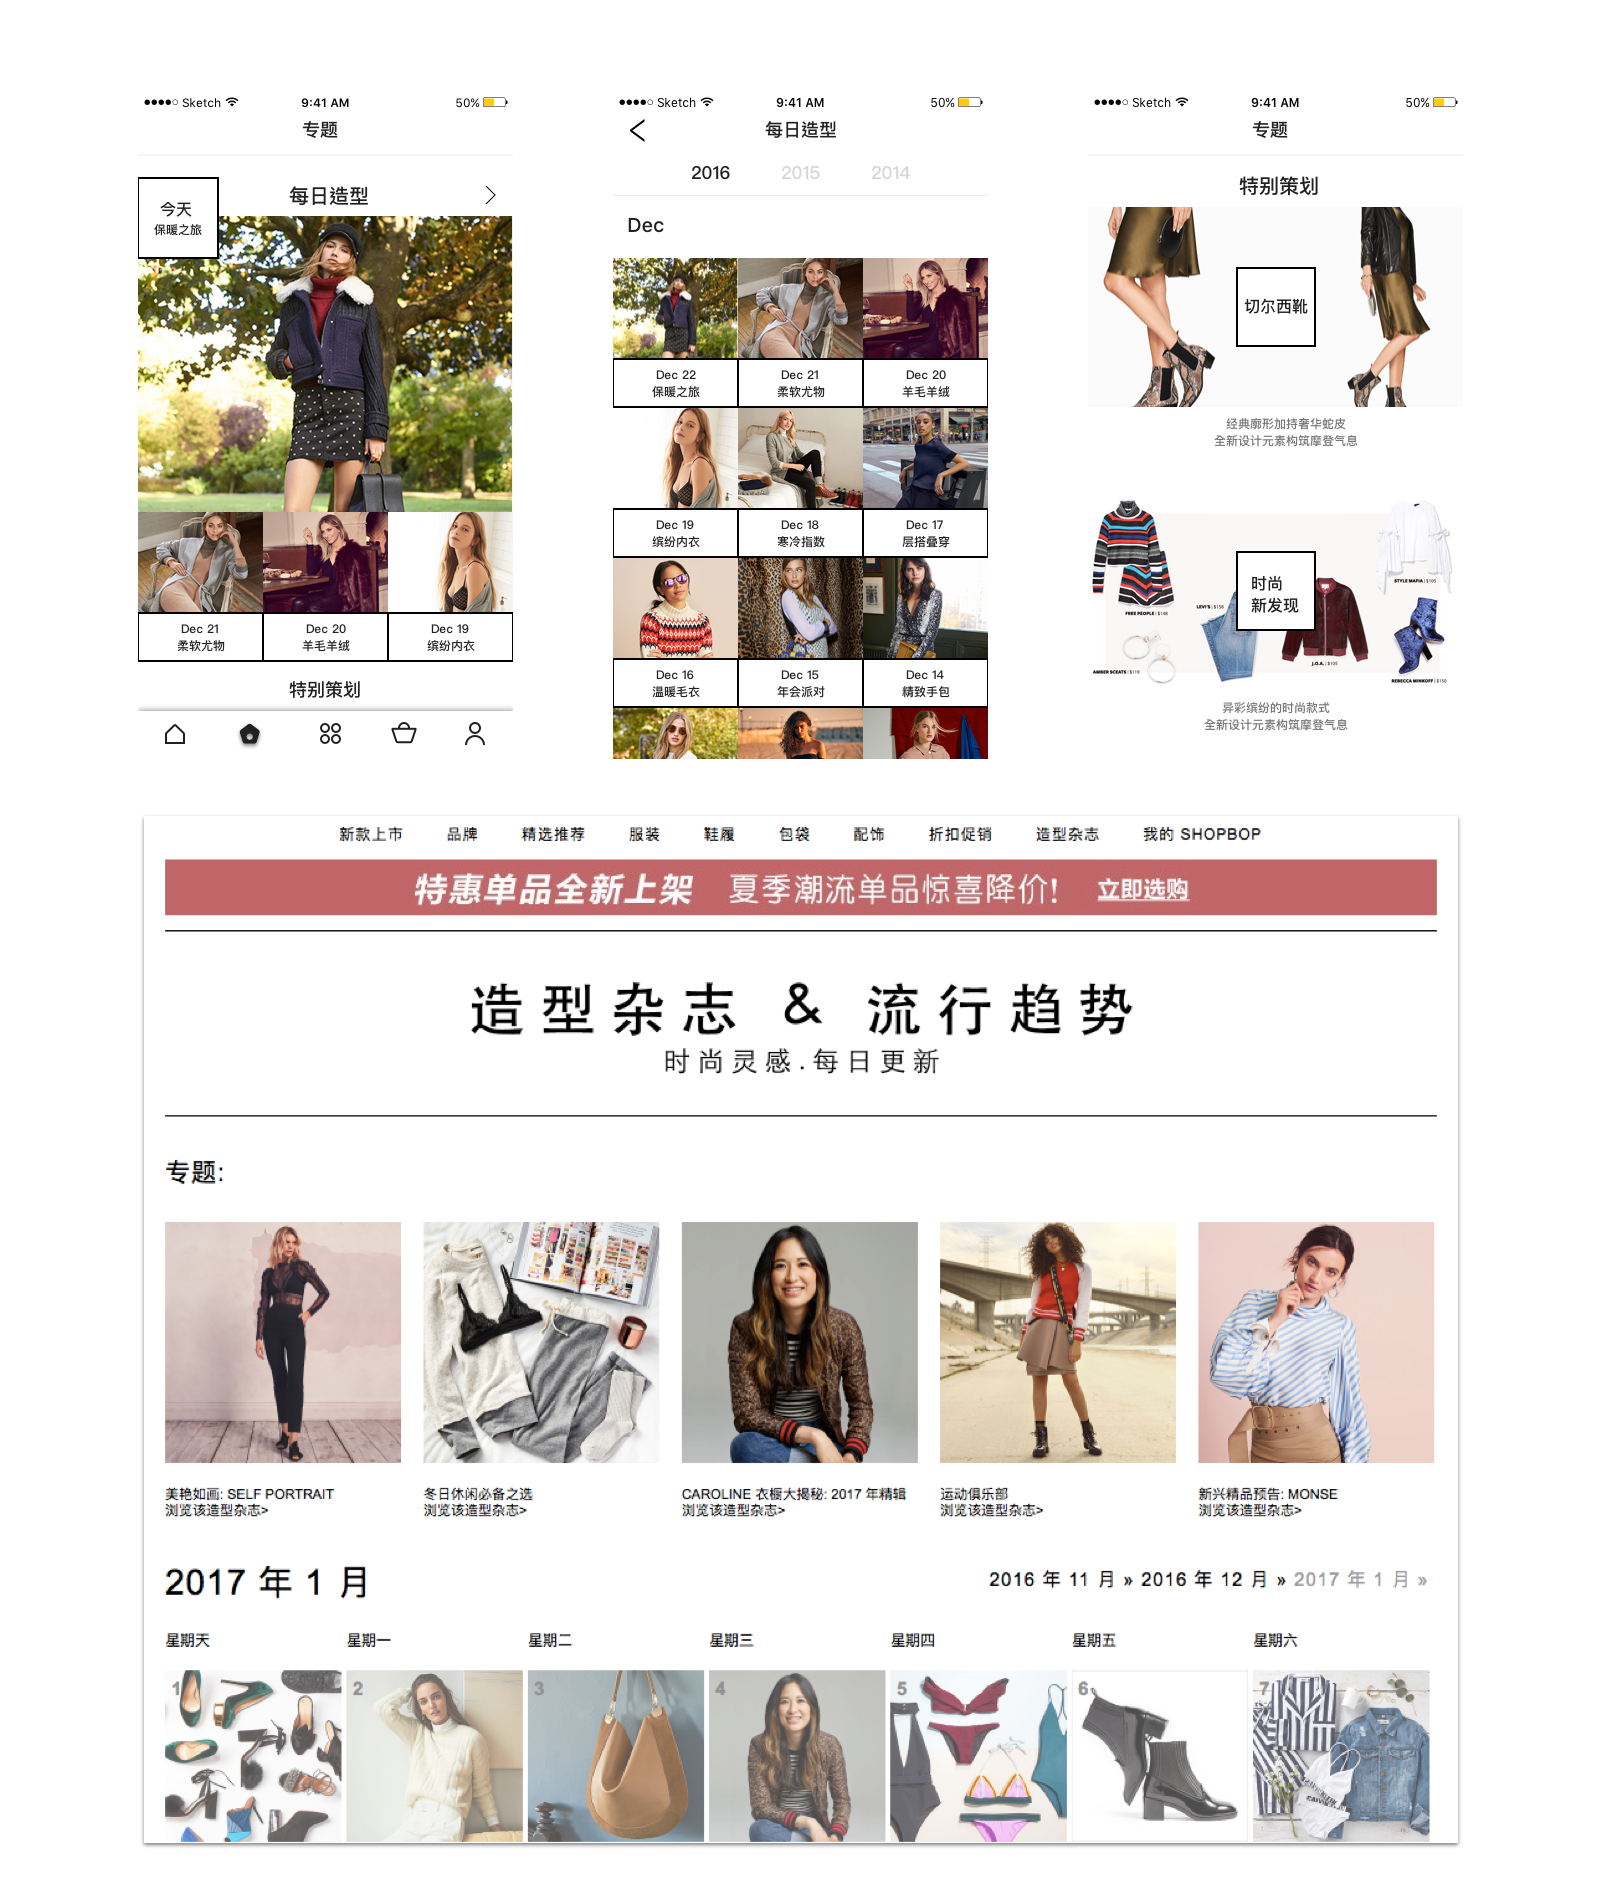 Sketch 9:41 AM 50%
专题
今天
保暖之旅
每日造型
Dec 21
柔软尤物
Dec 20
羊毛羊绒
Dec 19
缤纷内衣
特别策划
Sketch 9:41 AM 50%
每日造型
2016 2015 2014
Dec
Dec 22
保暖之旅
Dec 21
柔软尤物
Dec 20
羊毛羊绒
Dec 19
缤纷内衣
Dec 18
寒冷指数
Dec 17
层搭叠穿
Dec 16
温暖毛衣
Dec 15
年会派对
Dec 14
精致手包
Sketch 9:41 AM 50%
专题
特别策划
切尔西靴
经典廓形加持奢华蛇皮
全新设计元素构筑摩登气息
时尚
新发现
STYLE MAFIA | $105
FREE PEOPLE | $148
LEVI'S | $158
J.O.A. | $105
AMBER SCEATS | $119
REBECCA MINKOFF | $150
异彩缤纷的时尚款式
全新设计元素构筑摩登气息
新款上市 品牌 精选推荐 服装 鞋履 包袋 配饰 折扣促销 造型杂志 我的 SHOPBOP
特惠单品全新上架 夏季潮流单品惊喜降价! 立即选购
造型杂志 & 流行趋势
时尚灵感.每日更新
专题:
美艳如画: SELF PORTRAIT
浏览该造型杂志>
冬日休闲必备之选
浏览该造型杂志>
CAROLINE 衣橱大揭秘: 2017 年精辑
浏览该造型杂志>
运动俱乐部
浏览该造型杂志>
新兴精品预告: MONSE
浏览该造型杂志>
2017 年 1 月
2016 年 11 月 » 2016 年 12 月 » 2017 年 1 月 »
星期天 星期一 星期二 星期三 星期四 星期五 星期六
1 2 3 4 5 6 7